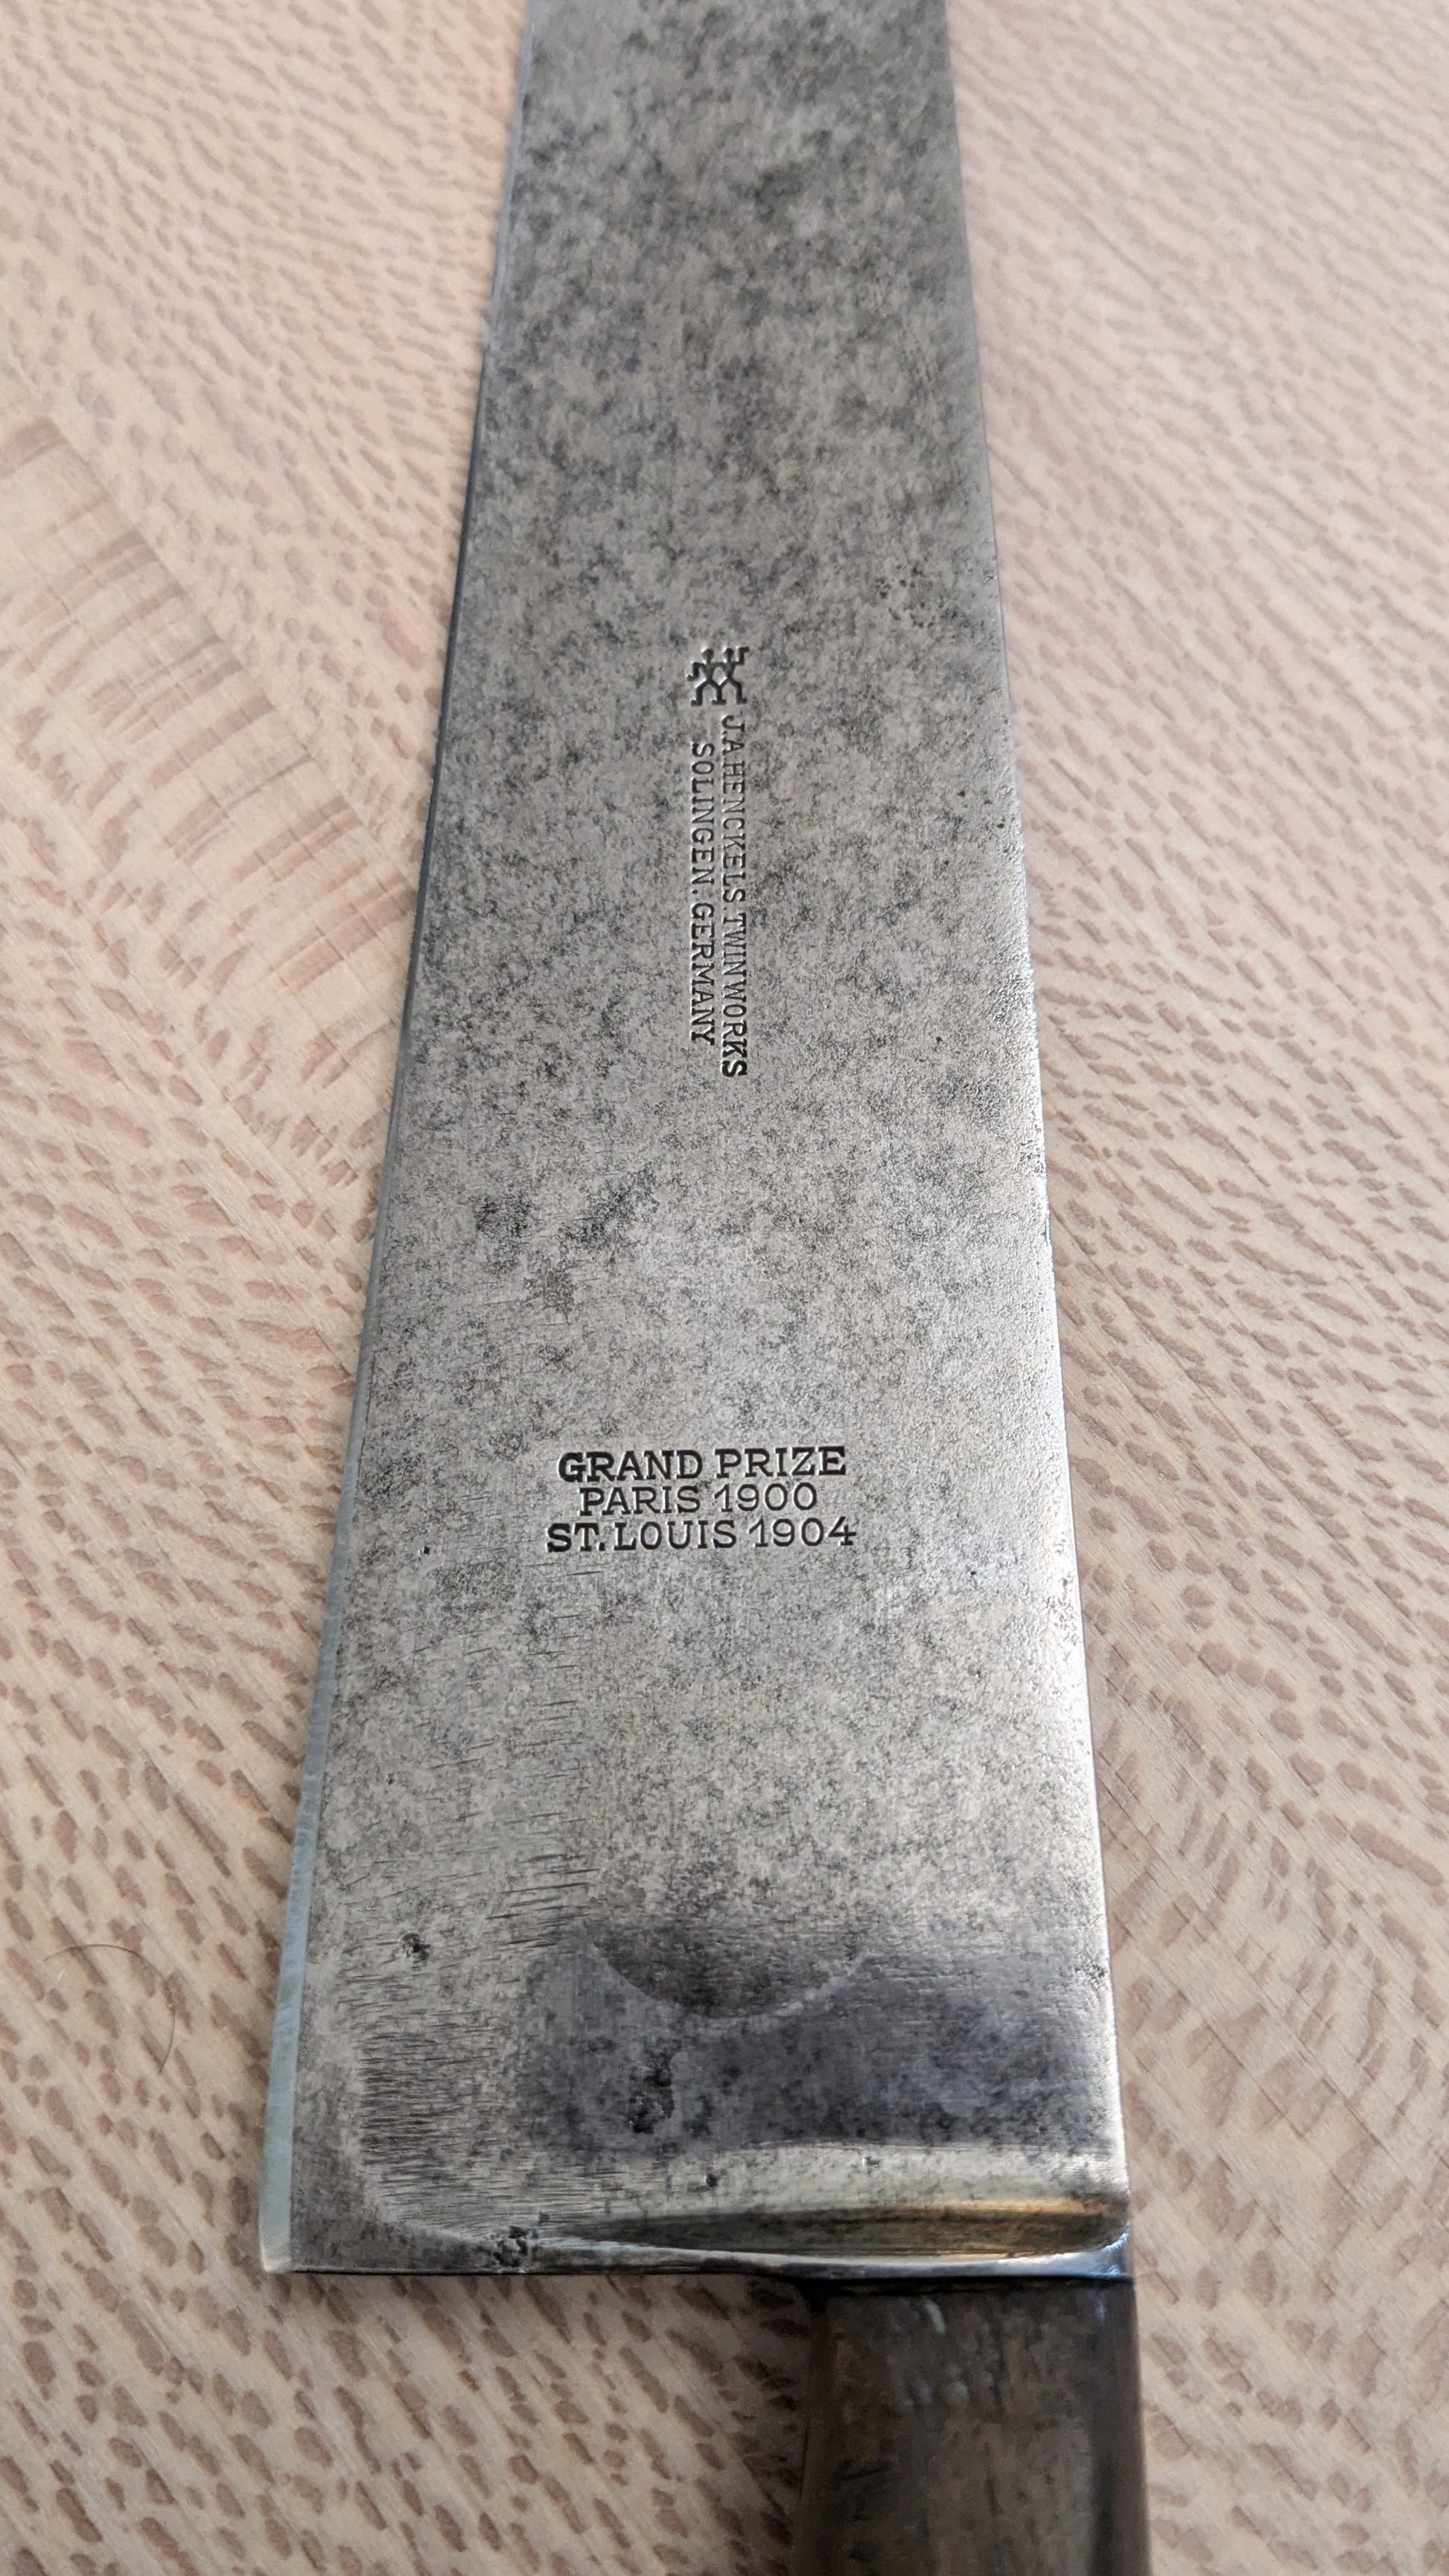 J.A.HENCKELS.TWINWORKS
SOLINGEN.GERMANY
GRAND PRIZE
PARIS 1900
ST.LOUIS 1904